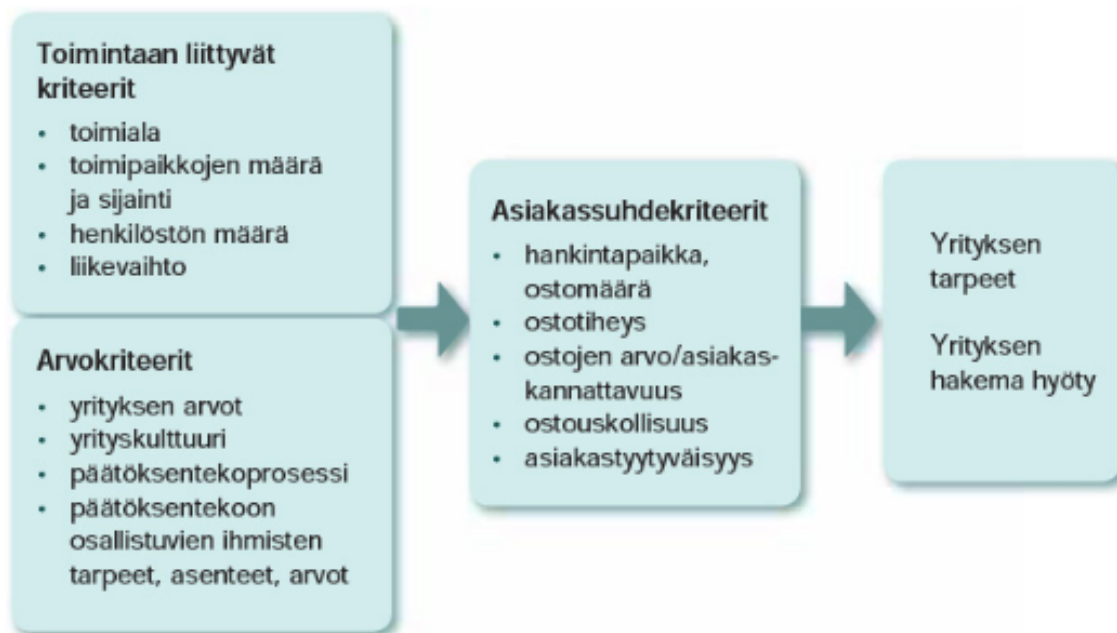 Toimintaan liittyvät
kriteerit
• toimiala
• toimipaikkojen määrä
ja sijainti
• henkilöstön määrä
• liikevaihto
Arvokriteerit
• yrityksen arvot
• yrityskulttuuri
• päätöksentekoprosessi
• päätöksentekoon
osallistuvien ihmisten
tarpeet, asenteet, arvot
Asiakassuhdekriteerit
• hankintapaikka,
ostomäärä
• ostotiheys
• ostojen arvo/asiakas-
kannattavuus
• ostouskollisuus
• asiakastyytyväisyys
Yrityksen
tarpeet
Yrityksen
hakema hyöty